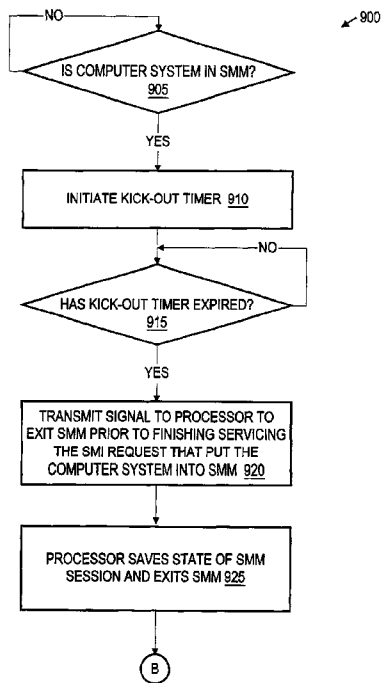 900
NO
IS COMPUTER SYSTEM IN SMM?
905
YES
INITIATE KICK-OUT TIMER 910
NO
HAS KICK-OUT TIMER EXPIRED?
915
YES
TRANSMIT SIGNAL TO PROCESSOR TO
EXIT SMM PRIOR TO FINISHING SERVICING
THE SMI REQUEST THAT PUT THE
COMPUTER SYSTEM INTO SMM 920
PROCESSOR SAVES STATE OF SMM
SESSION AND EXITS SMM 925
B